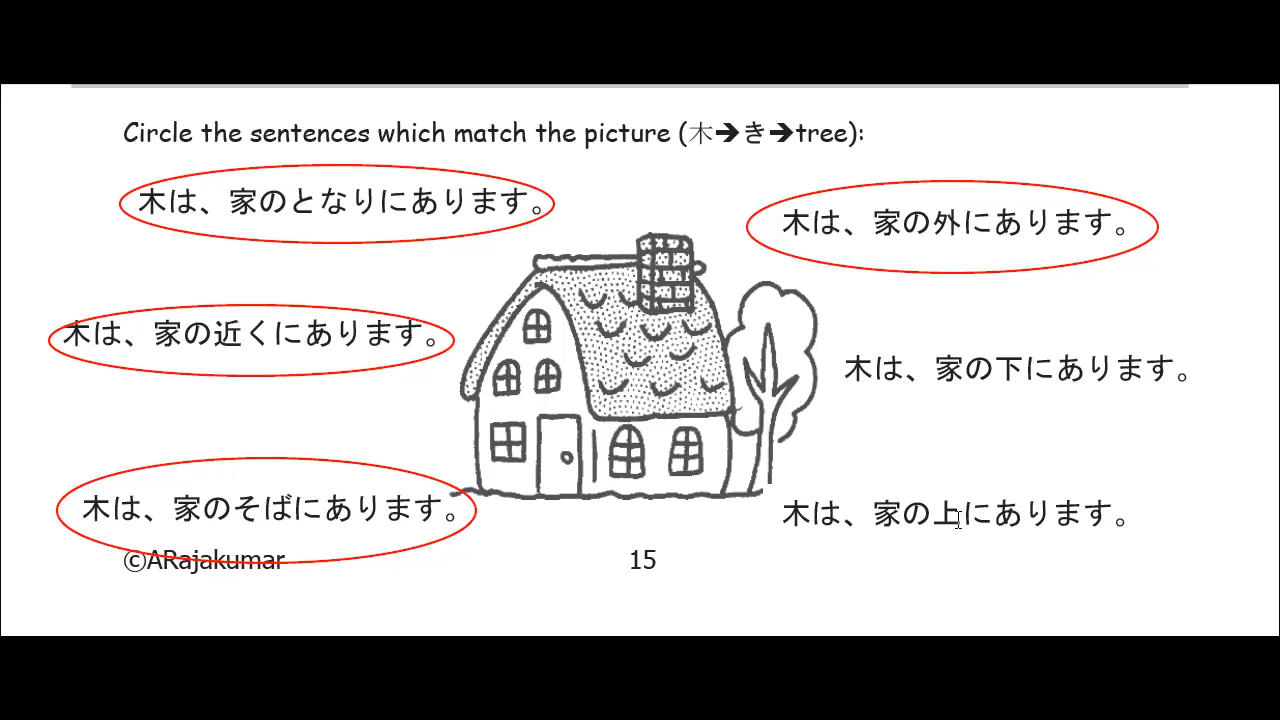 Circle the sentences which match the picture (木➔き➔tree):
木は、家のとなりにあります。
木は、家の外にあります。
木は、家の近くにあります。
木は、家の下にあります。
木は、家のそばにあります。
木は、家の上にあります。
©ARajakumar
15